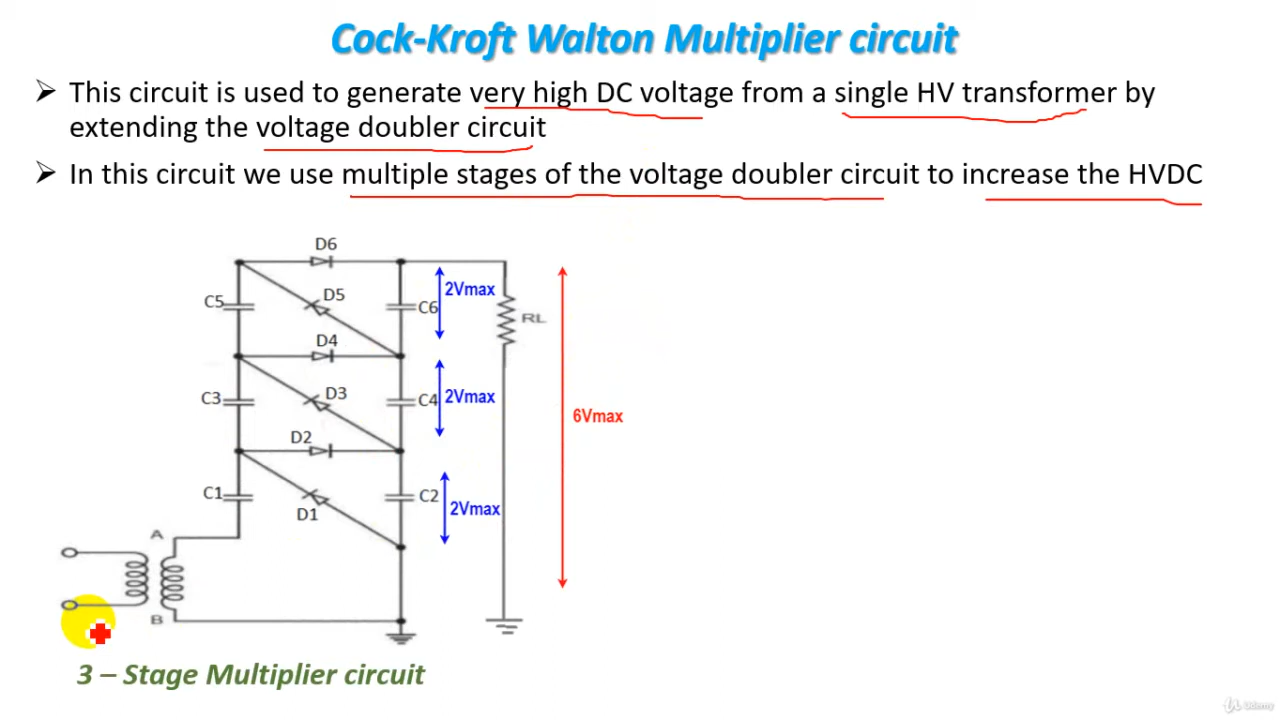 Cock-Kroft Walton Multiplier circuit
➢ This circuit is used to generate very high DC voltage from a single HV transformer by
extending the voltage doubler circuit
➢ In this circuit we use multiple stages of the voltage doubler circuit to increase the HVDC
D6
2Vmax
C5
D5
C6
RL
D4
C3
D3
C4
2Vmax
6Vmax
D2
C1
C2
2Vmax
D1
A
B
3 – Stage Multiplier circuit
Udemy